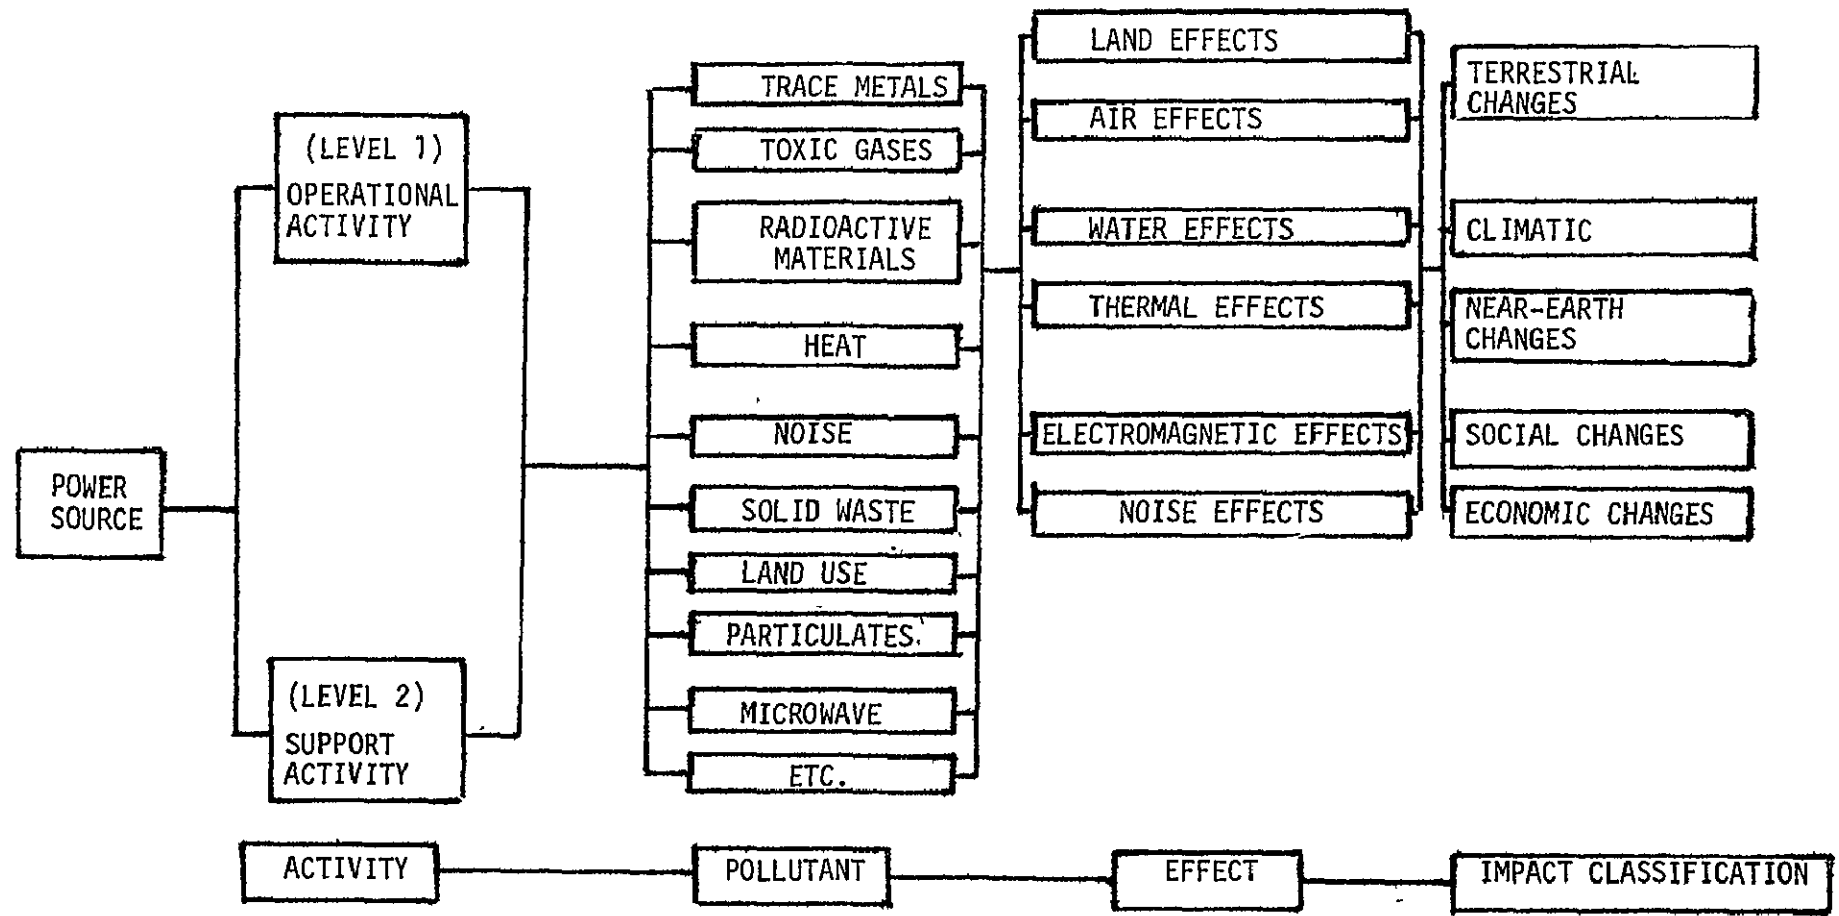 POWER
SOURCE
(LEVEL 1)
OPERATIONAL
ACTIVITY
(LEVEL 2)
SUPPORT
ACTIVITY
TRACE METALS
TOXIC GASES
RADIOACTIVE
MATERIALS
HEAT
NOISE
SOLID WASTE
LAND USE
PARTICULATES
MICROWAVE
ETC.
LAND EFFECTS
AIR EFFECTS
WATER EFFECTS
THERMAL EFFECTS
ELECTROMAGNETIC EFFECTS
NOISE EFFECTS
TERRESTRIAL
CHANGES
CLIMATIC
NEAR-EARTH
CHANGES
SOCIAL CHANGES
ECONOMIC CHANGES
ACTIVITY
POLLUTANT
EFFECT
IMPACT CLASSIFICATION